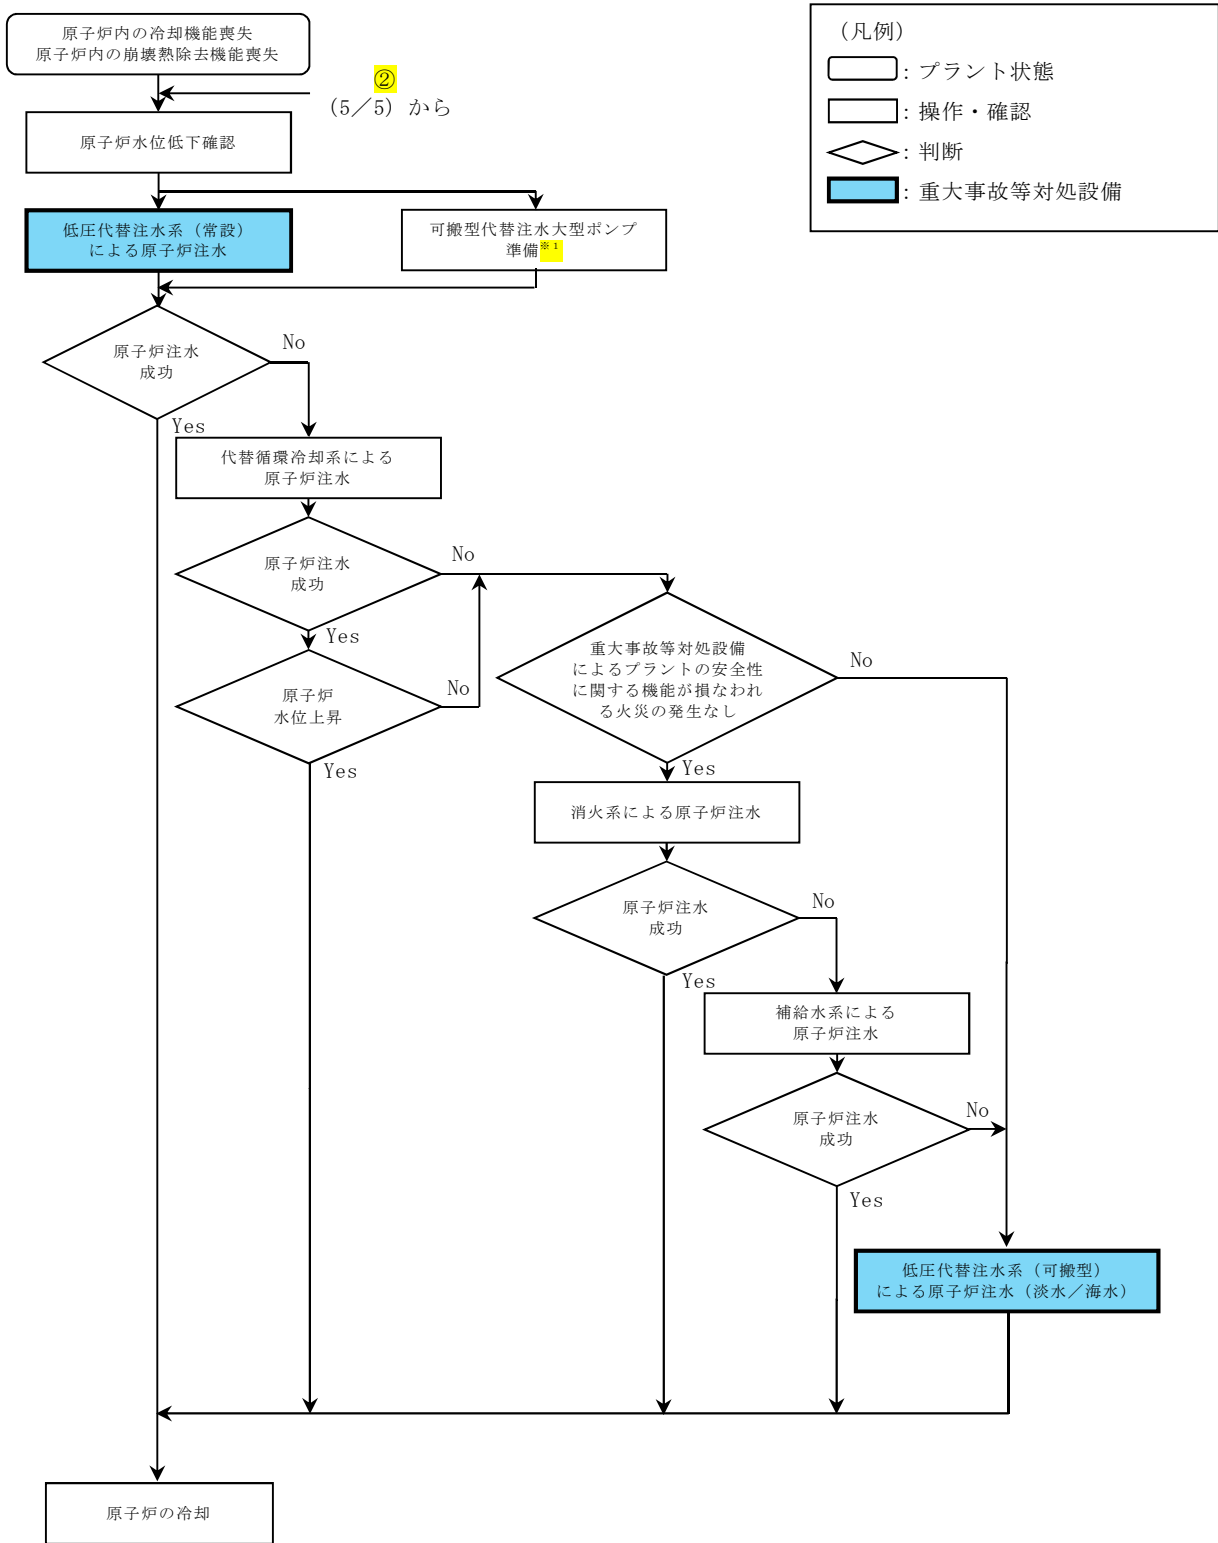 原子炉内の冷却機能喪失
原子炉内の崩壊熱除去機能喪失
②
(5/5)から
(凡例)
:プラント状態
:操作・確認
:判断
:重大事故等対処設備
原子炉水位低下確認
低圧代替注水系(常設)
による原子炉注水
可搬型代替注水大型ポンプ
準備※1
原子炉注水
成功
No
Yes
代替循環冷却系による
原子炉注水
原子炉注水
成功
No
Yes
原子炉
水位上昇
No
Yes
重大事故等対処設備
によるプラントの安全性
に関する機能が損なわれ
る火災の発生なし
No
Yes
消火系による原子炉注水
原子炉注水
成功
No
Yes
補給水系による
原子炉注水
原子炉注水
成功
No
Yes
低圧代替注水系(可搬型)
による原子炉注水(淡水/海水)
原子炉の冷却